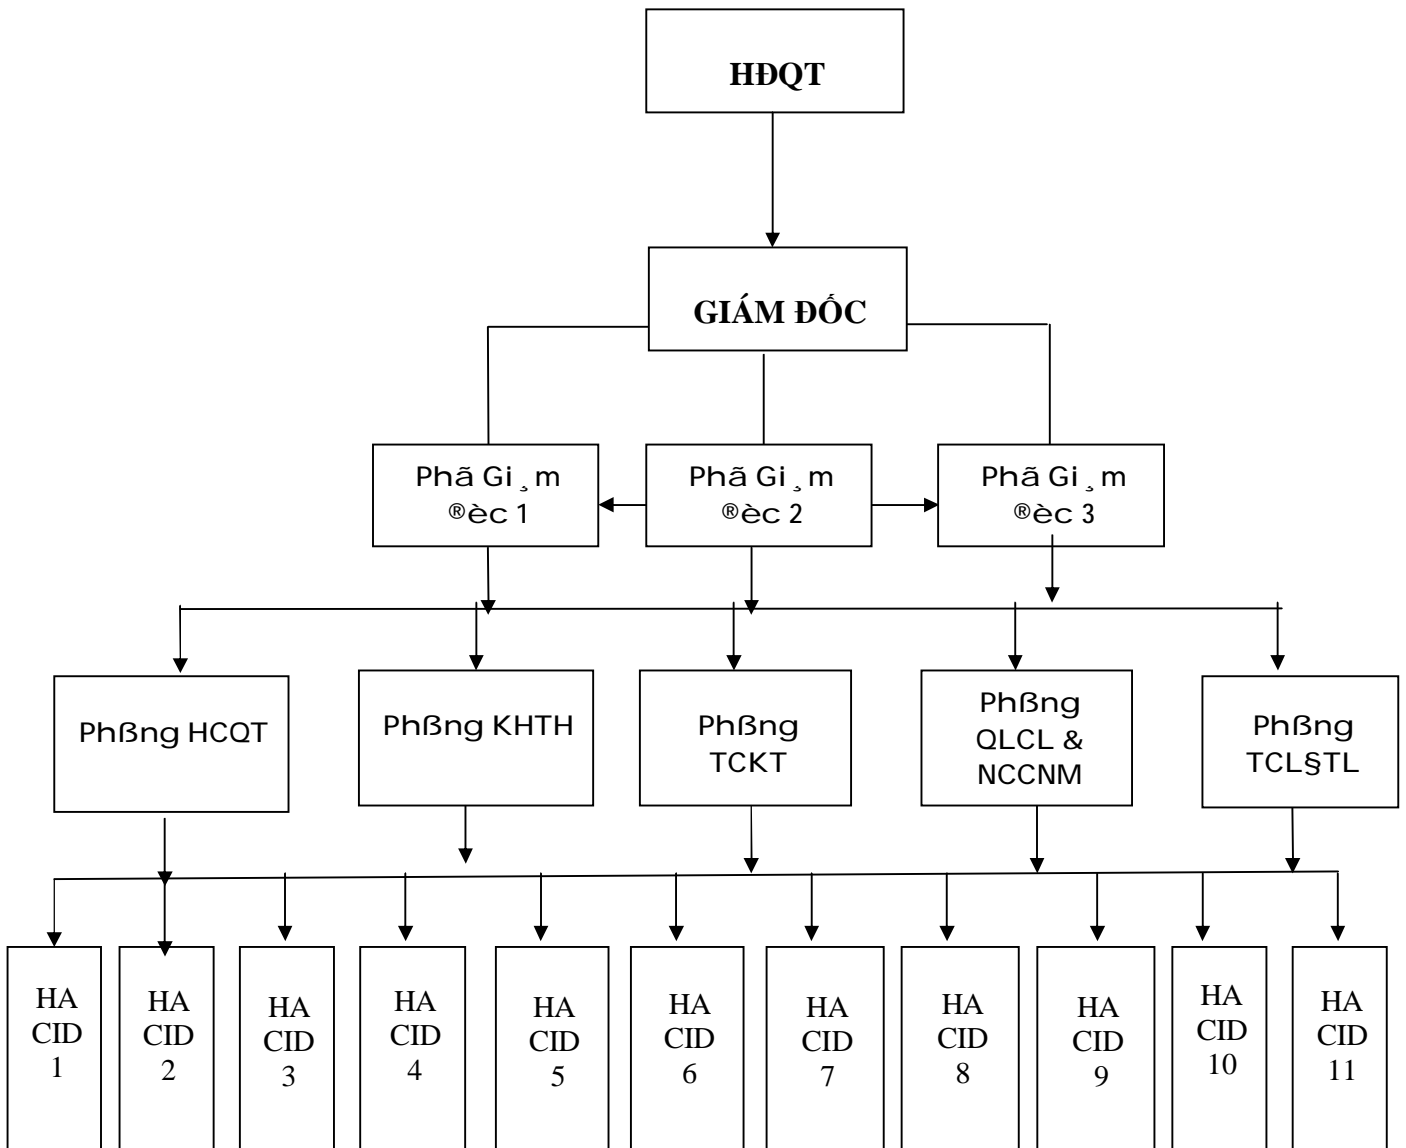 HĐQT
GIÁM ĐỐC
Phã Gi¸m
®èc 1
Phã Gi¸m
®èc 2
Phã Gi¸m
®èc 3
Phßng HCQT
Phßng KHTH
Phßng
TCKT
Phßng
QLCL &
NCCNM
Phßng
TCL§TL
HA
CID
1
HA
CID
2
HA
CID
3
HA
CID
4
HA
CID
5
HA
CID
6
HA
CID
7
HA
CID
8
HA
CID
9
HA
CID
10
HA
CID
11